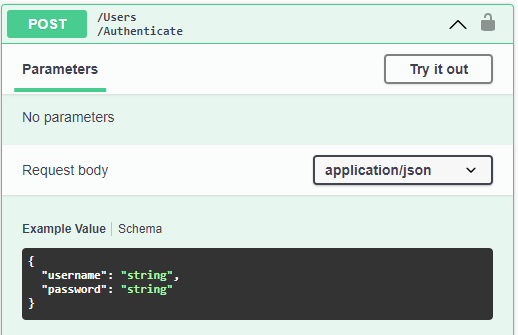 POST /Users
/Authenticate
Parameters
Try it out
No parameters
Request body
application/json
Example Value | Schema
{
  "username": "string",
  "password": "string"
}